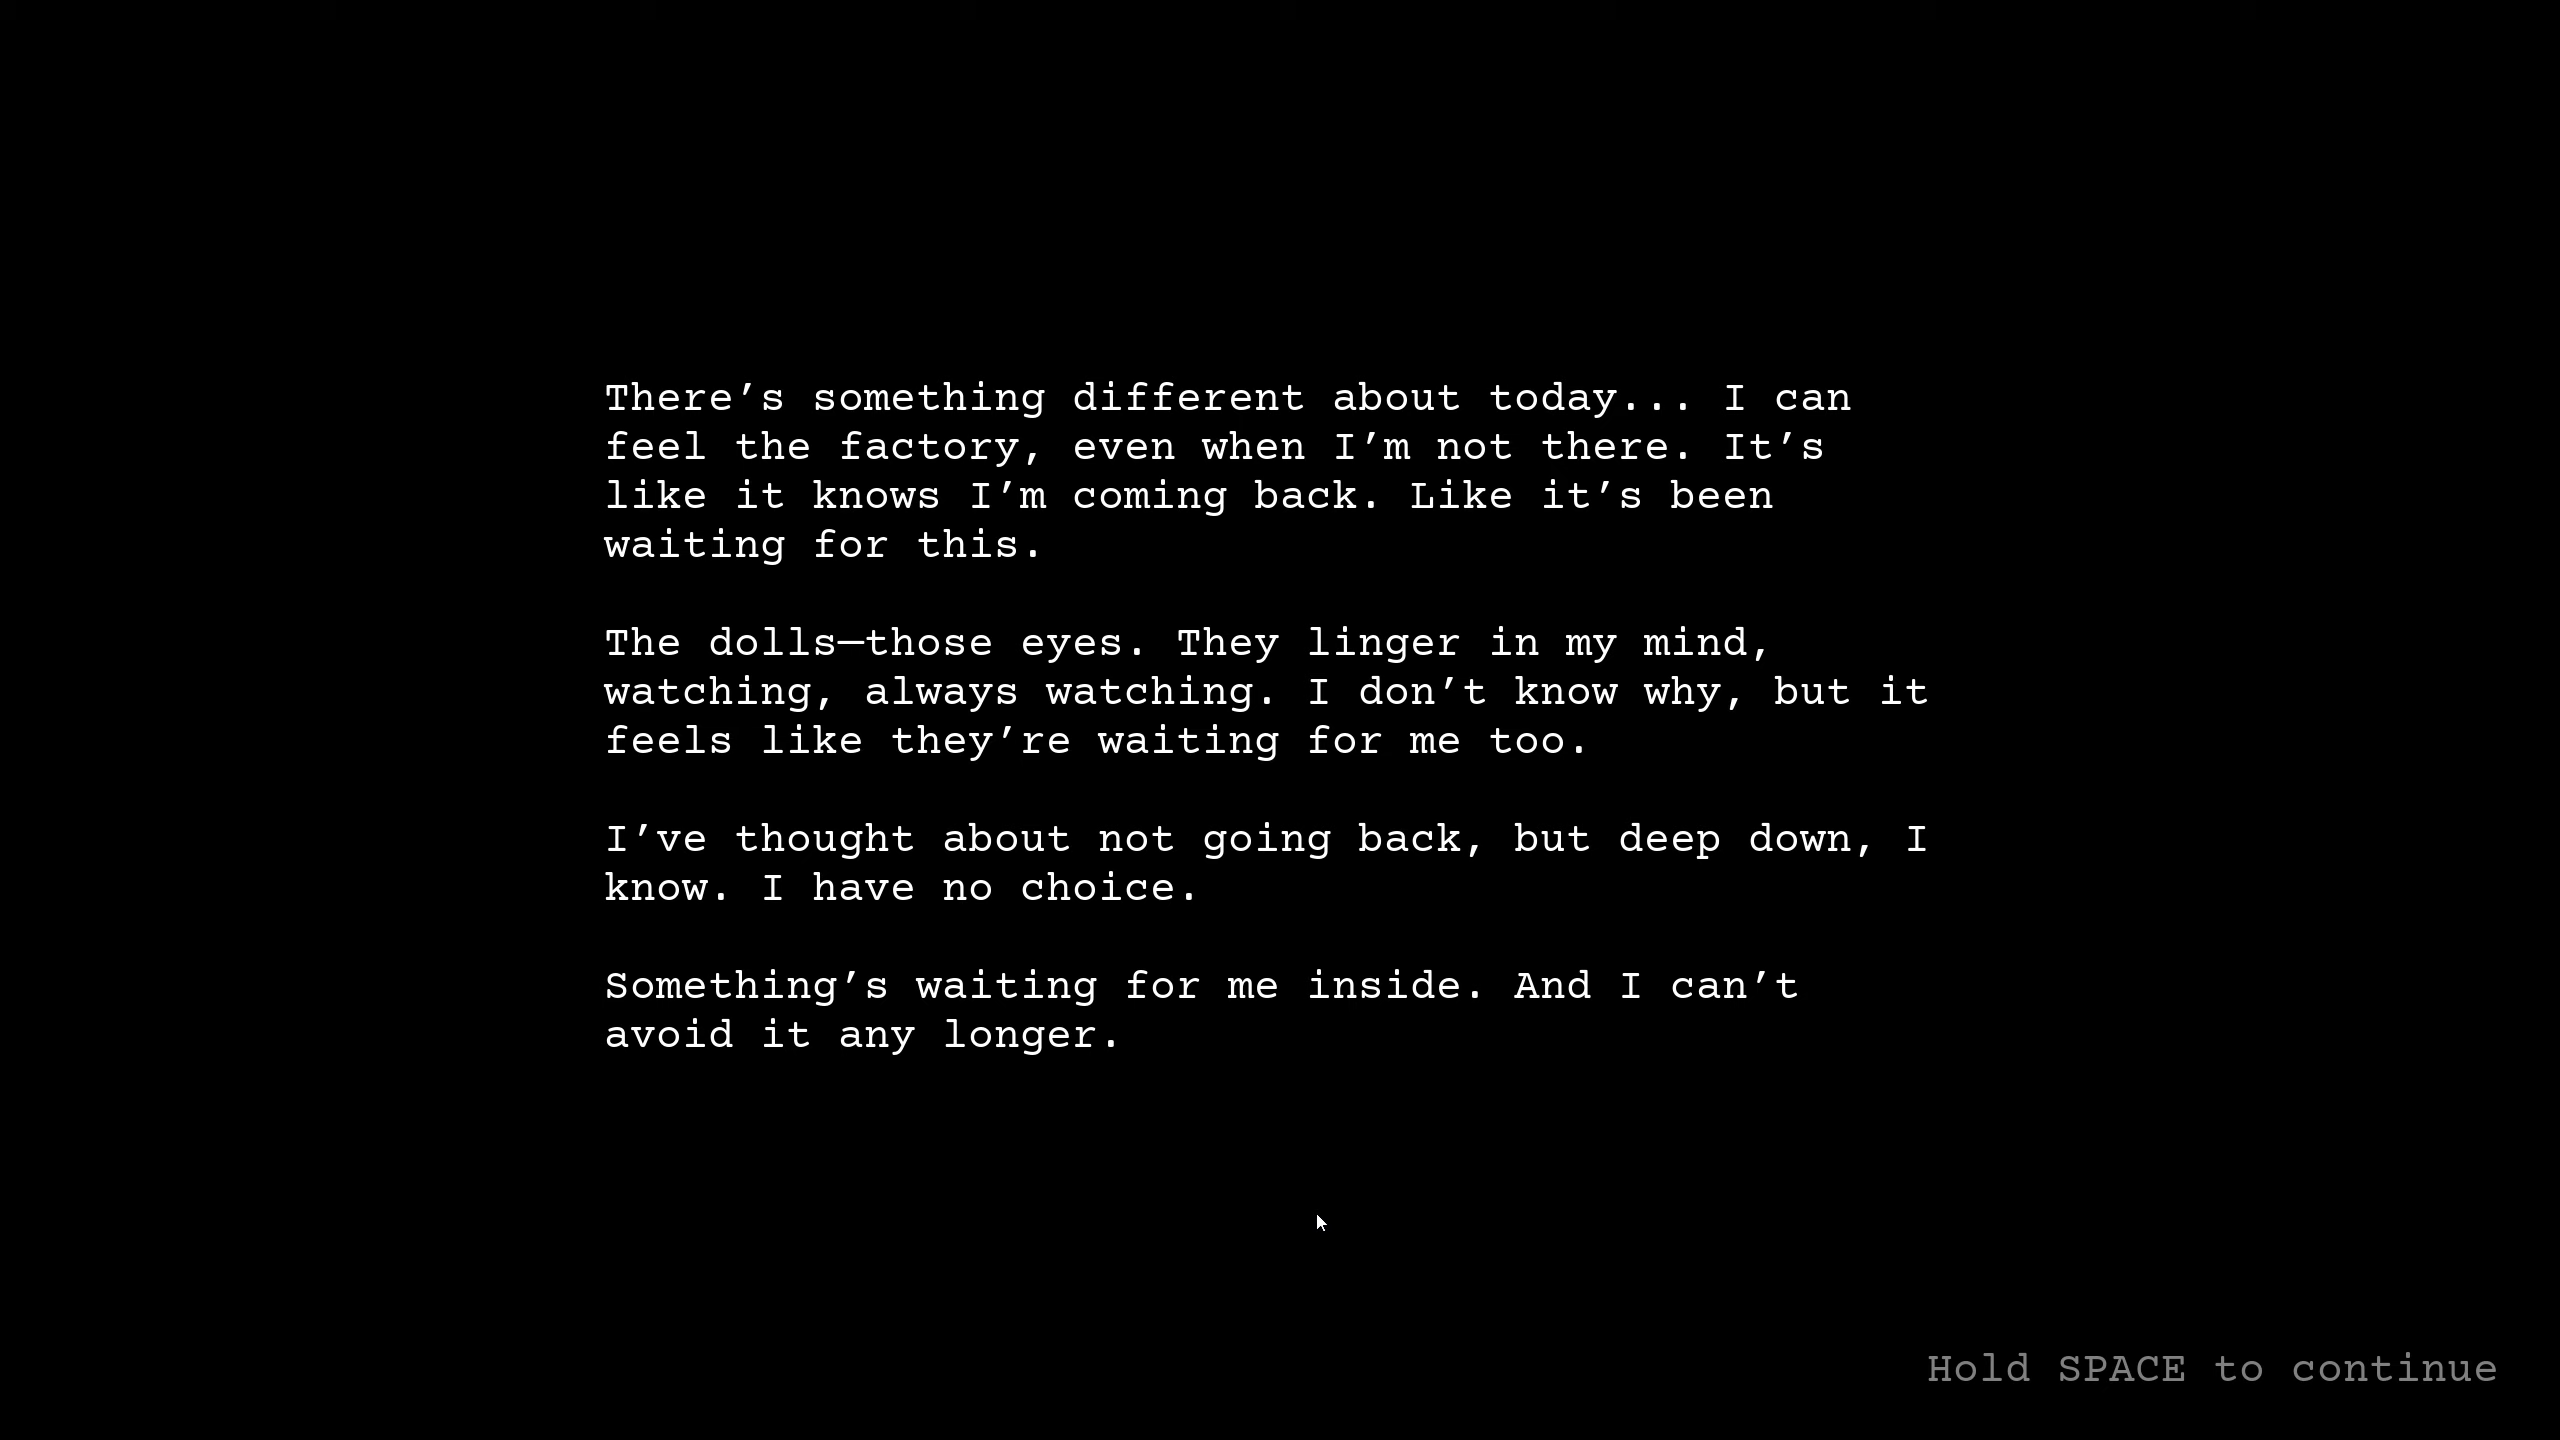 There’s something different about today... I can
feel the factory, even when I’m not there. It’s
like it knows I’m coming back. Like it’s been
waiting for this.
The dolls—those eyes. They linger in my mind,
watching, always watching. I don’t know why, but it
feels like they’re waiting for me too.
I’ve thought about not going back, but deep down, I
know. I have no choice.
Something’s waiting for me inside. And I can’t
avoid it any longer.
Hold SPACE to continue